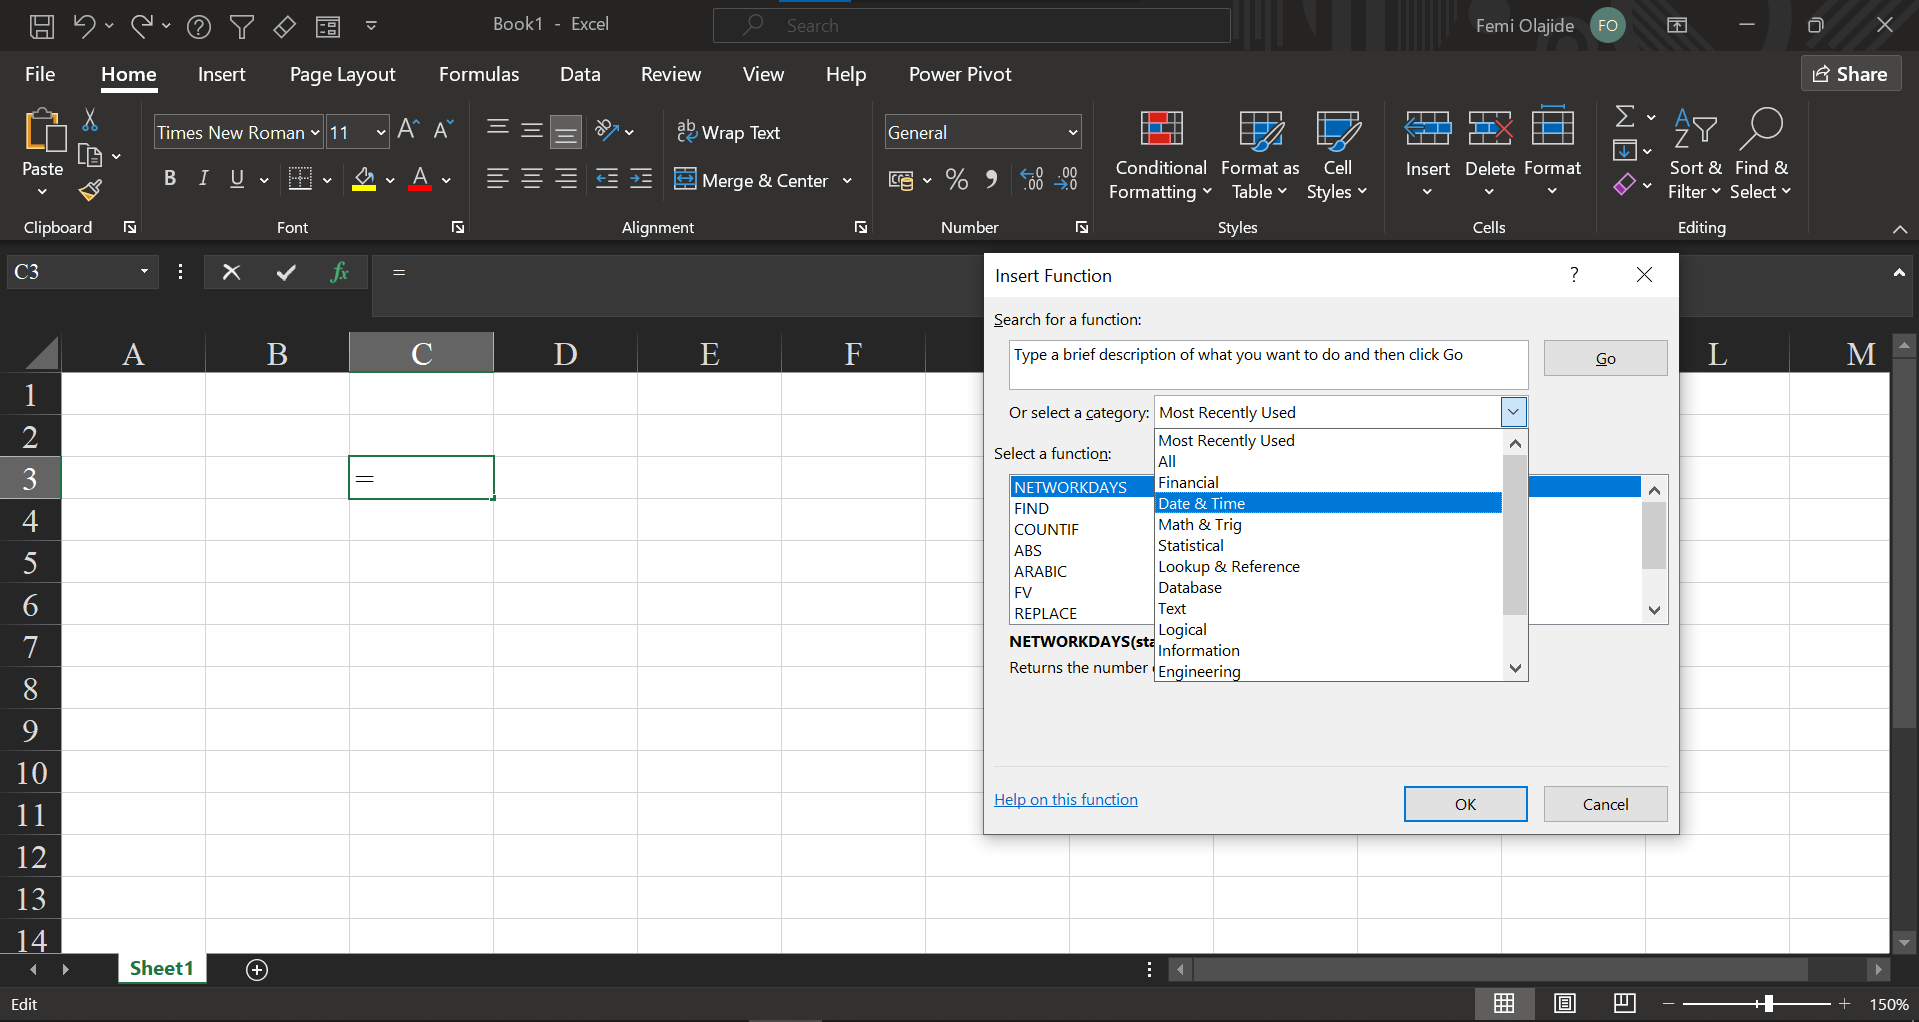 Book1 - Excel
Search
Femi Olajide FO
File Home Insert Page Layout Formulas Data Review View Help Power Pivot Share
Paste
Clipboard
Times New Roman 11
B I U A
Font
ab Wrap Text
Merge & Center
Alignment
General
% .00 .00
Number
Conditional Formatting
Format as Table
Cell Styles
Styles
Insert Delete Format
Cells
Sort & Filter
Find & Select
Editing
C3 fx =
Insert Function ?
Search for a function:
Type a brief description of what you want to do and then click Go
Go
Or select a category: Most Recently Used
Most Recently Used
All
Financial
Date & Time
Math & Trig
Statistical
Lookup & Reference
Database
Text
Logical
Information
Engineering
Select a function:
NETWORKDAYS
FIND
COUNTIF
ABS
ARABIC
FV
REPLACE
NETWORKDAYS(sta
Returns the number
Help on this function
OK Cancel
A B C D E F L M
1
2
3 =
4
5
6
7
8
9
10
11
12
13
14
Sheet1
Edit 150%